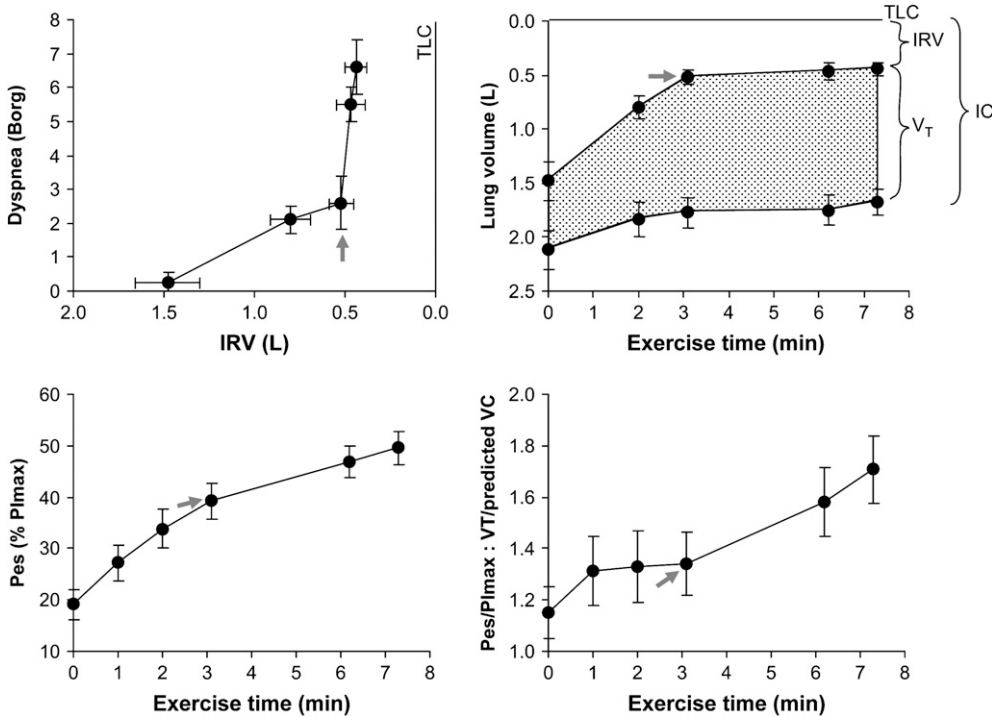 8
7
6
5
4
3
2
1
0
Dyspnea (Borg)
TLC
2.0 1.5 1.0 0.5 0.0
IRV (L)
0.0
0.5
1.0
1.5
2.0
2.5
Lung volume (L)
TLC
IRV
VT
IC
0 1 2 3 4 5 6 7 8
Exercise time (min)
60
50
40
30
20
10
Pes (% PImax)
0 1 2 3 4 5 6 7 8
Exercise time (min)
2.0
1.8
1.6
1.4
1.2
1.0
Pes/PImax : VT/predicted VC
0 1 2 3 4 5 6 7 8
Exercise time (min)